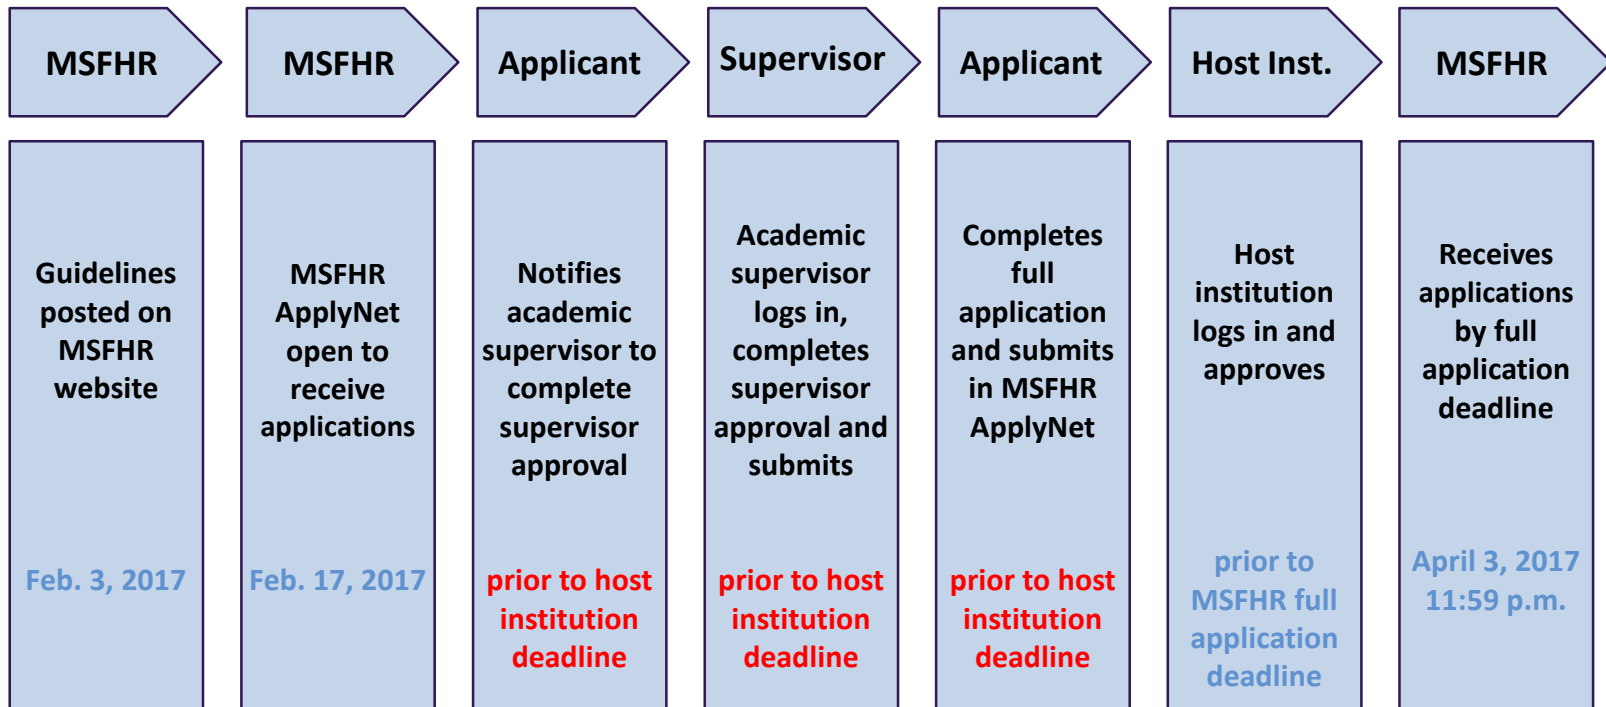 MSFHR
MSFHR
Applicant
Supervisor
Applicant
Host Inst.
MSFHR
Guidelines
posted on
MSFHR
website
Feb. 3, 2017
MSFHR
ApplyNet
open to
receive
applications
Feb. 17, 2017
Notifies
academic
supervisor to
complete
supervisor
approval
prior to host
institution
deadline
Academic
supervisor
logs in,
completes
supervisor
approval and
submits
prior to host
institution
deadline
Completes
full
application
and submits
in MSFHR
ApplyNet
prior to host
institution
deadline
Host
institution
logs in and
approves
prior to
MSFHR full
application
deadline
Receives
applications
by full
application
deadline
April 3, 2017
11:59 p.m.